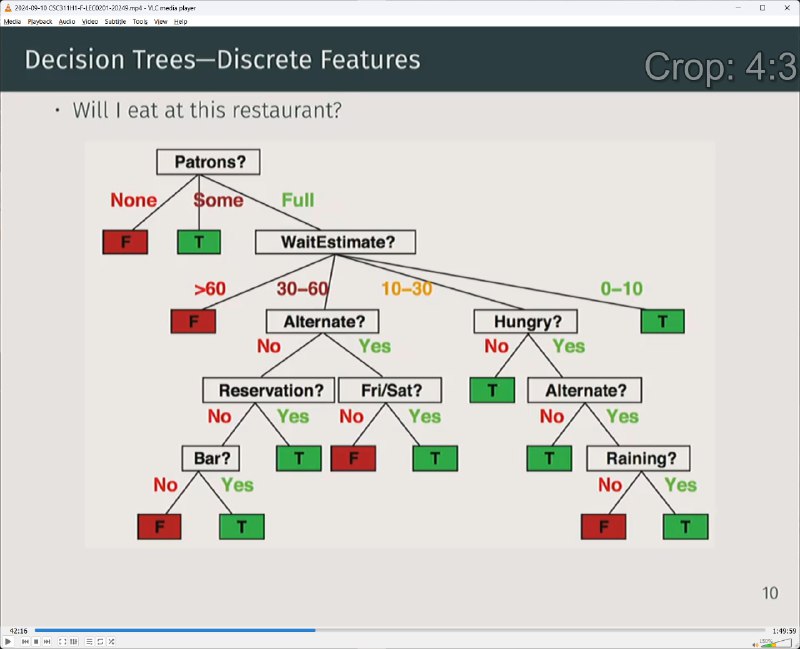 2024-09-10 CSC311H1-F-LEC0201-20249.mp4 - VLC media player
Media Playback Audio Video Subtitle Tools View Help
Decision Trees—Discrete Features
Crop: 4:3
· Will I eat at this restaurant?
Patrons?
None Some Full
F T WaitEstimate?
>60 30–60 10–30 0–10
F Alternate? Hungry? T
No Yes No Yes
Reservation? Fri/Sat? T Alternate?
No Yes No Yes No Yes
Bar? T F T T Raining?
No Yes No Yes
F T F T
10
42:16 1:49:59
150%